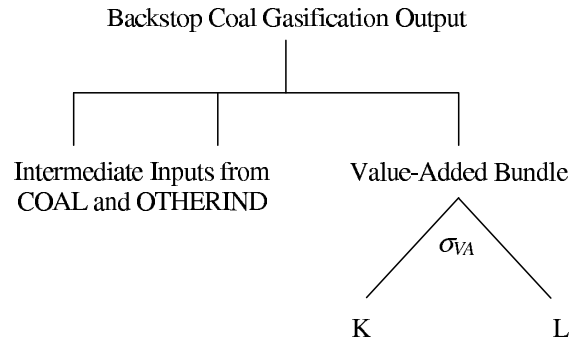 Backstop Coal Gasification Output
Intermediate Inputs from
COAL and OTHERIND
Value-Added Bundle
σVA
K
L